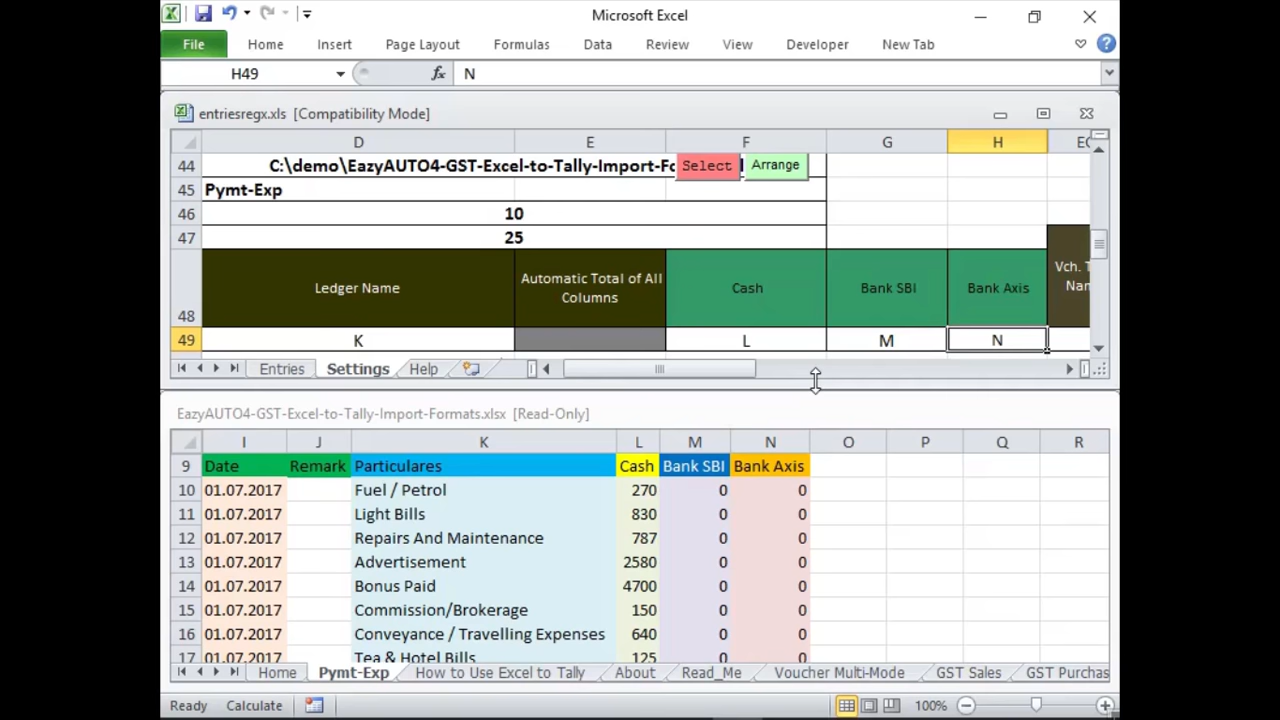 Microsoft Excel
File Home Insert Page Layout Formulas Data Review View Developer New Tab
H49 fx N
entriesregx.xls [Compatibility Mode]
D E F G H
44 C:\demo\EazyAUTO4-GST-Excel-to-Tally-Import-Fo Select Arrange
45 Pymt-Exp
46 10
47 25
48 Ledger Name Automatic Total of All Columns Cash Bank SBI Bank Axis Vch.
49 K L M N
Entries Settings Help
EazyAUTO4-GST-Excel-to-Tally-Import-Formats.xlsx [Read-Only]
I J K L M N O P Q R
9 Date Remark Particulares Cash Bank SBI Bank Axis
10 01.07.2017 Fuel / Petrol 270 0 0
11 01.07.2017 Light Bills 830 0 0
12 01.07.2017 Repairs And Maintenance 787 0 0
13 01.07.2017 Advertisement 2580 0 0
14 01.07.2017 Bonus Paid 4700 0 0
15 01.07.2017 Commission/Brokerage 150 0 0
16 01.07.2017 Conveyance / Travelling Expenses 640 0 0
17 01.07.2017 Tea & Hotel Bills 125 0 0
Home Pymt-Exp How to Use Excel to Tally About Read_Me Voucher Multi-Mode GST Sales GST Purchas
Ready Calculate 100%